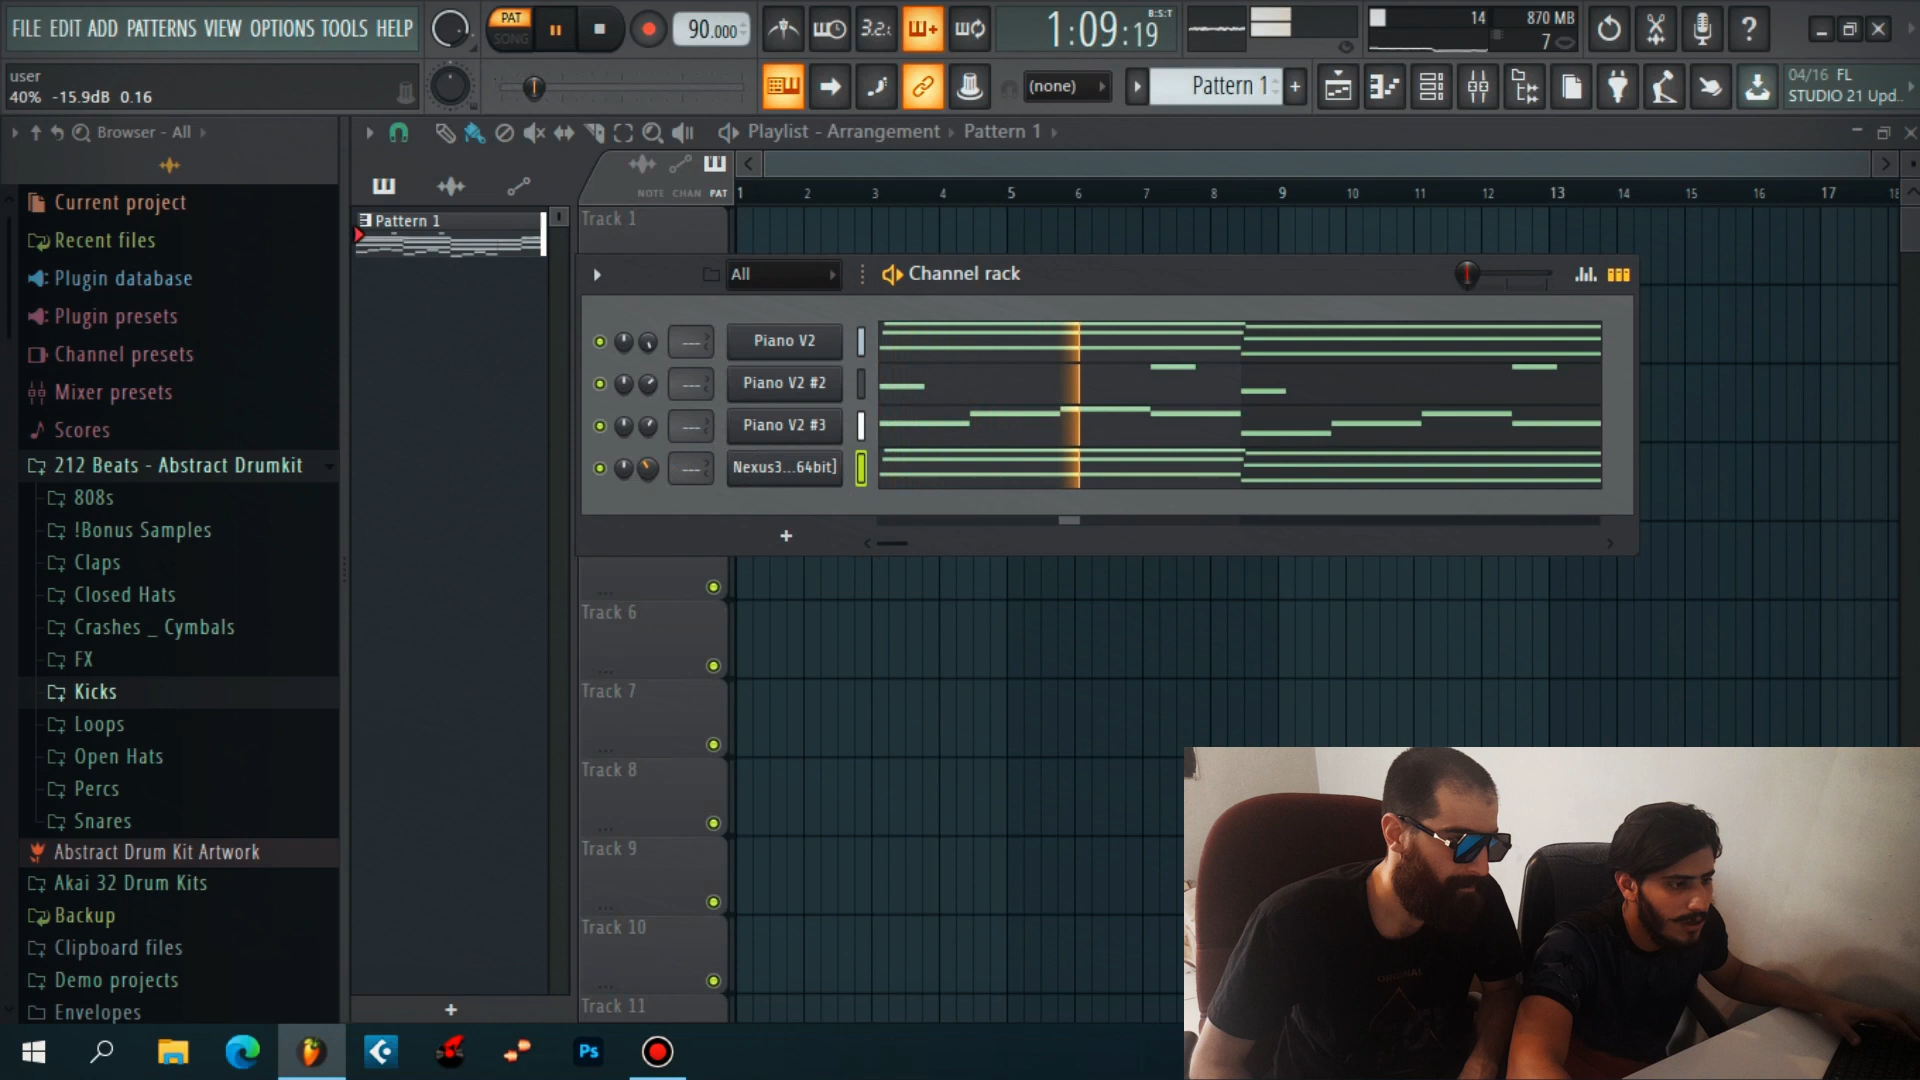 FILE EDIT ADD PATTERNS VIEW OPTIONS TOOLS HELP
PAT
SONG
90.000
3.2.
1:09:19
B:S:T
14
870 MB
7
user
40% -15.9dB 0.16
(none)
Pattern 1
04/16 FL
STUDIO 21 Upd..
Browser - All
Playlist - Arrangement
Pattern 1
NOTE CHAN PAT
1 2 3 4 5 6 7 8 9 10 11 12 13 14 15 16 17 18
Current project
Recent files
Plugin database
Plugin presets
Channel presets
Mixer presets
Scores
212 Beats - Abstract Drumkit
808s
!Bonus Samples
Claps
Closed Hats
Crashes _ Cymbals
FX
Kicks
Loops
Open Hats
Percs
Snares
Abstract Drum Kit Artwork
Akai 32 Drum Kits
Backup
Clipboard files
Demo projects
Envelopes
Pattern 1
Track 1
All
Channel rack
Piano V2
Piano V2 #2
Piano V2 #3
Nexus3...64bit]
Track 6
Track 7
Track 8
Track 9
Track 10
Track 11
Ps
ORIGINAL